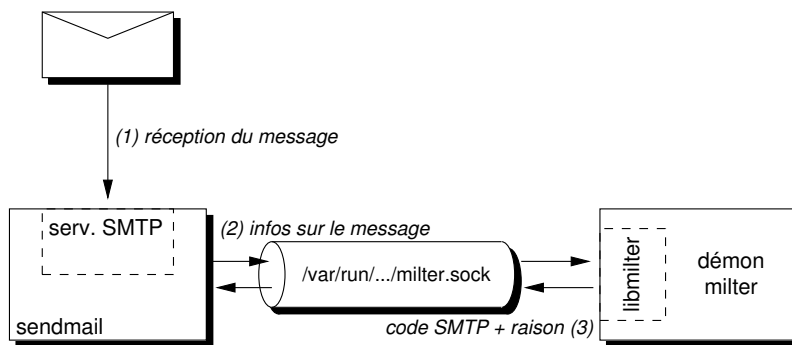 (1) réception du message
serv. SMTP
(2) infos sur le message
/var/run/.../milter.sock
libmilter
démon
milter
sendmail
code SMTP + raison (3)